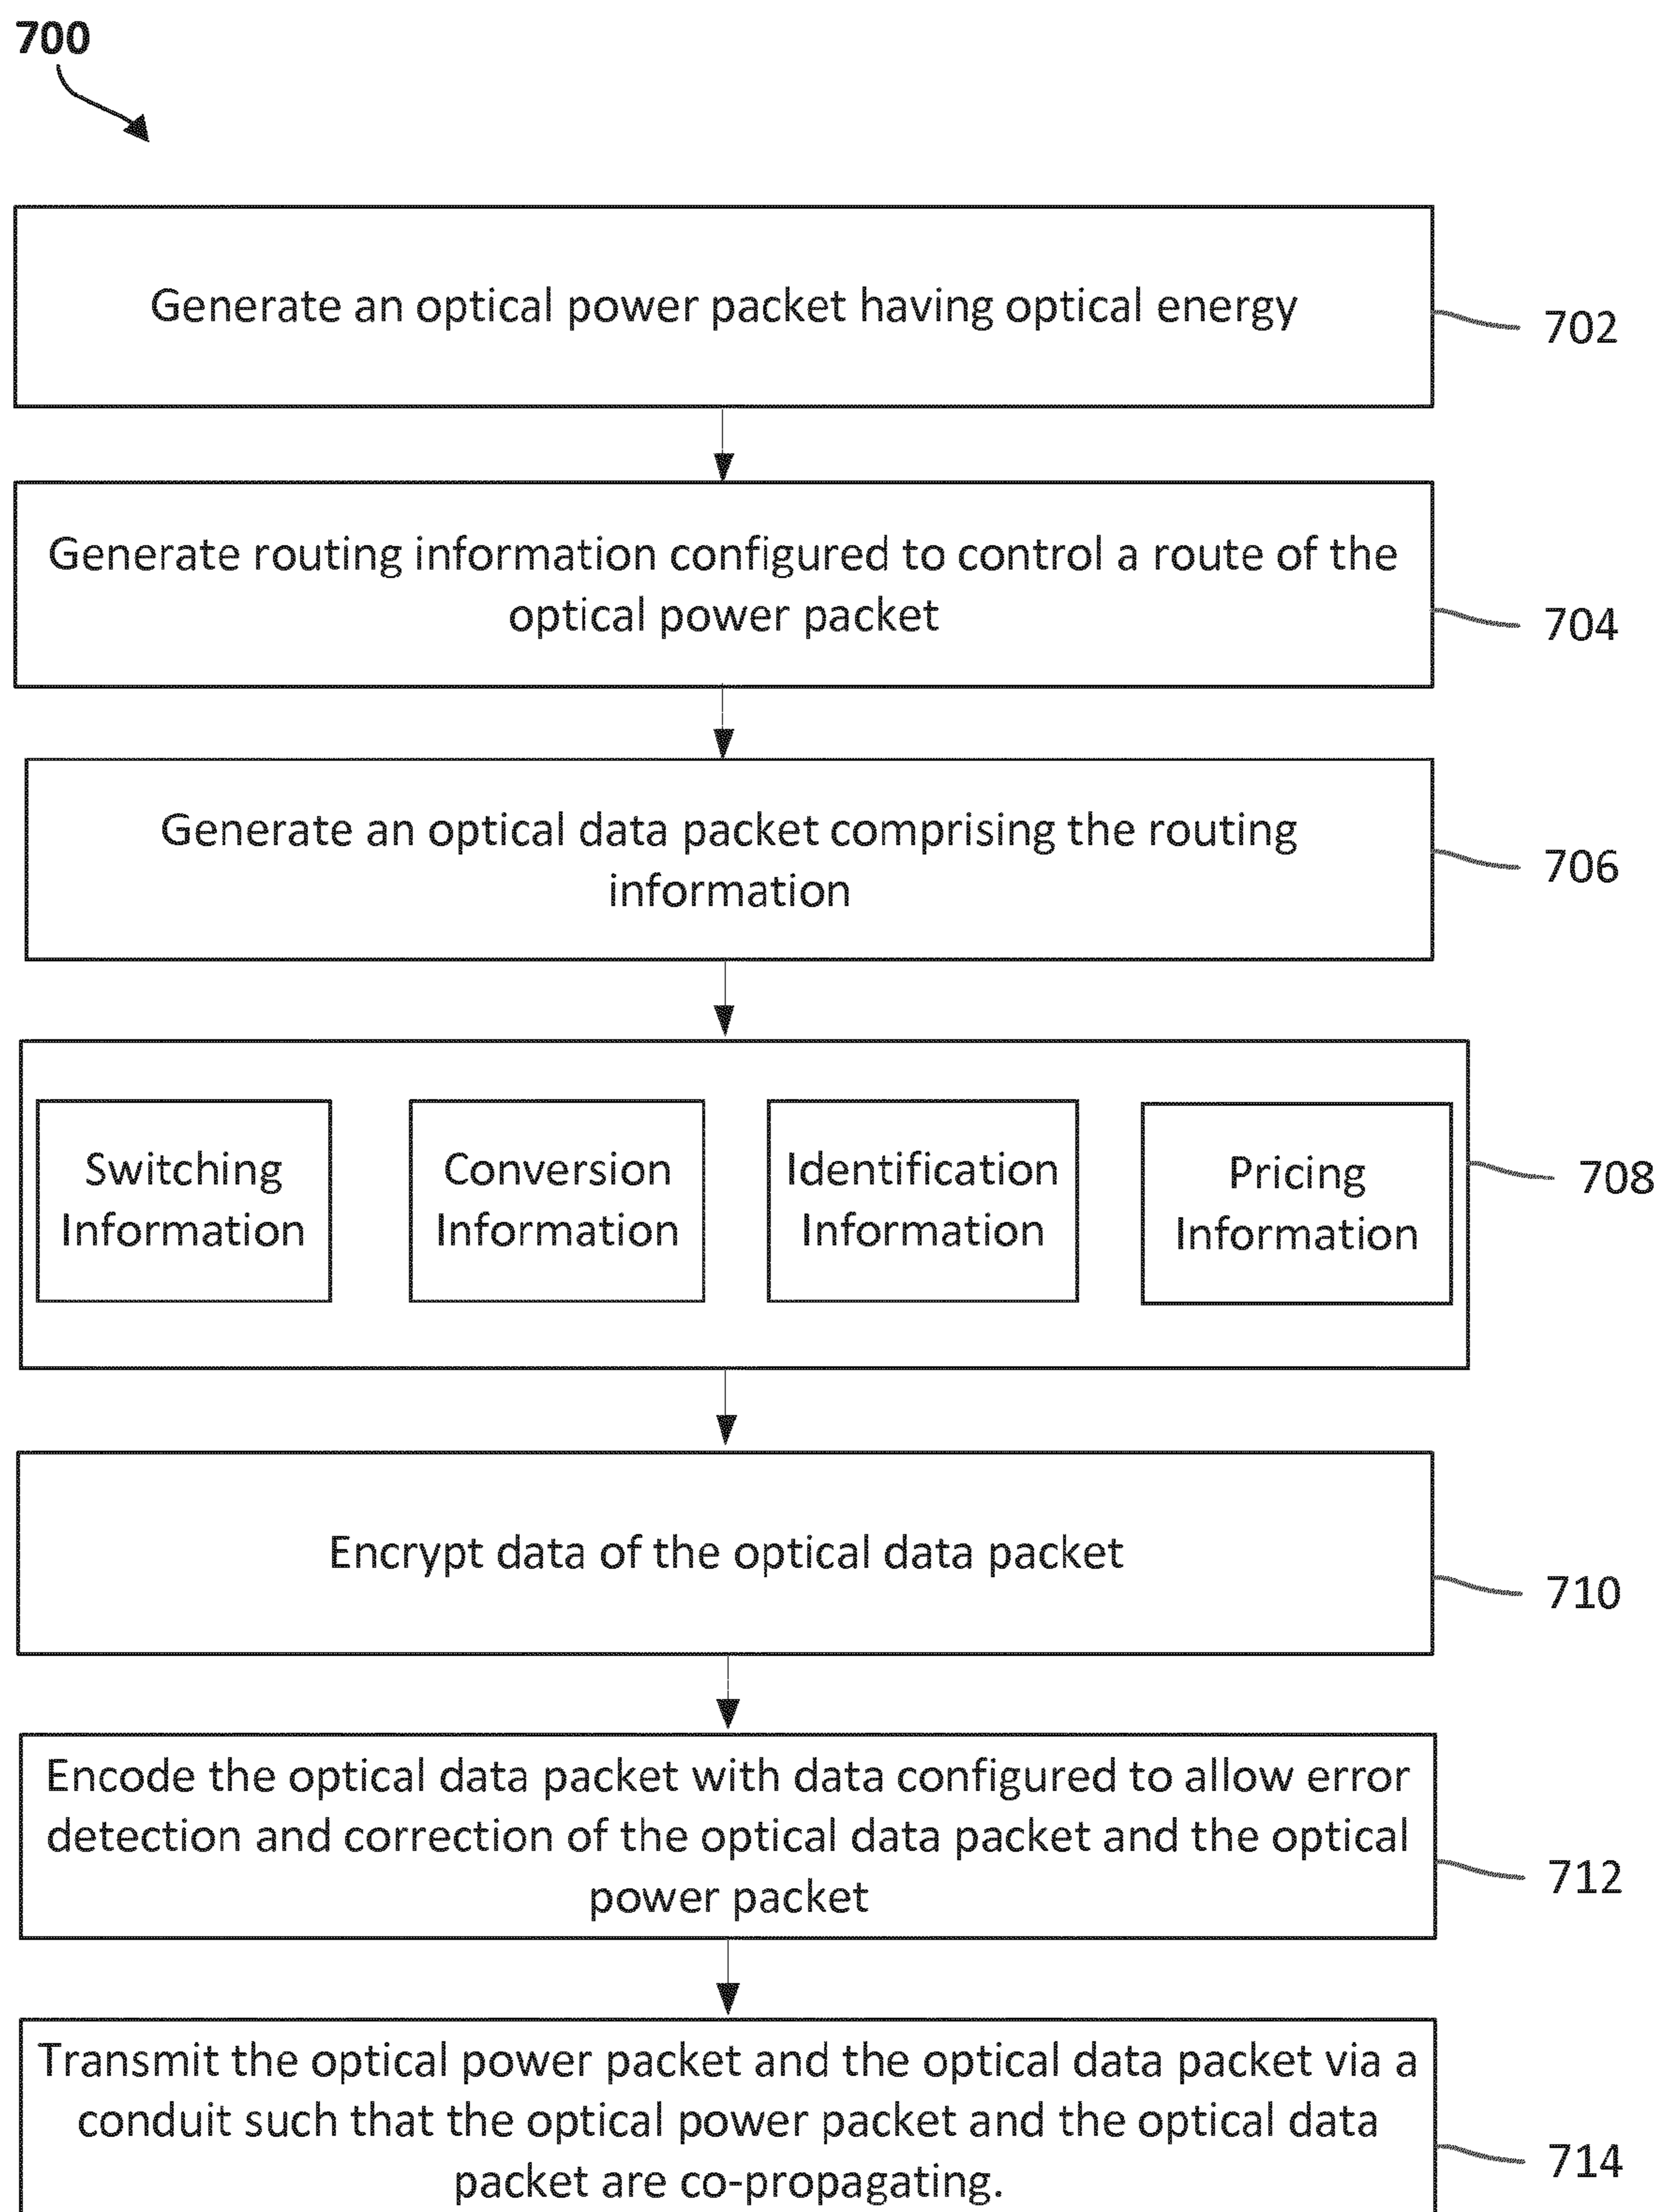 700
Generate an optical power packet having optical energy
702
Generate routing information configured to control a route of the
optical power packet
704
Generate an optical data packet comprising the routing
information
706
Switching
Information
Conversion
Information
Identification
Information
Pricing
Information
708
Encrypt data of the optical data packet
710
Encode the optical data packet with data configured to allow error
detection and correction of the optical data packet and the optical
power packet
712
Transmit the optical power packet and the optical data packet via a
conduit such that the optical power packet and the optical data
packet are co-propagating.
714